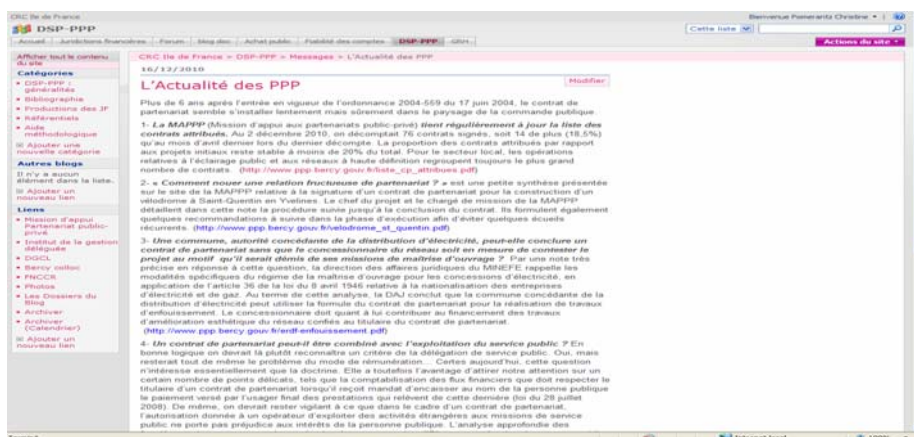 CRC Ile de France
Bienvenue Pomerantz Christine
DSP-PPP
Cette liste
Accueil Juridictions financières Forum blog doc Achat public Fiabilité des comptes DSP-PPP GRH
Actions du site
Afficher tout le contenu du site
Catégories
DSP-PPP : généralités
Bibliographie
Productions des JF
Référentiels
Aide méthodologique
Ajouter une nouvelle catégorie
Autres blogs
Il n'y a aucun élément dans la liste.
Ajouter un nouveau lien
Liens
Mission d'appui Partenariat public-privé
Institut de la gestion déléguée
DGCL
Bercy colloc
FNCCR
Photos
Les Dossiers du Blog
Archiver
Archiver (Calendrier)
Ajouter un nouveau lien
CRC Ile de France > DSP-PPP > Messages > L'Actualité des PPP
16/12/2010
L'Actualité des PPP
Modifier
Plus de 6 ans après l'entrée en vigueur de l'ordonnance 2004-559 du 17 juin 2004, le contrat de
partenariat semble s'installer lentement mais sûrement dans le paysage de la commande publique.
1- La MAPPP (Mission d'appui aux partenariats public-privé) tient régulièrement à jour la liste des
contrats attribués. Au 2 décembre 2010, on décomptait 76 contrats signés, soit 14 de plus (18,5%)
qu'au mois d'avril dernier lors du dernier décompte. La proportion des contrats attribués par rapport
aux projets initiaux reste stable à moins de 20% du total. Pour le secteur local, les opérations
relatives à l'éclairage public et aux réseaux à haute définition regroupent toujours le plus grand
nombre de contrats. (http://www.ppp.bercy.gouv.fr/liste_cp_attribues.pdf)
2- « Comment nouer une relation fructueuse de partenariat ? » est une petite synthèse présentée
sur le site de la MAPPP relative à la signature d'un contrat de partenariat pour la construction d'un
vélodrome à Saint-Quentin en Yvelines. Le chef du projet et le chargé de mission de la MAPPP
détaillent dans cette note la procédure suivie jusqu'à la conclusion du contrat. Ils formulent également
quelques recommandations à suivre dans la phase d'exécution afin d'éviter quelques écueils
récurrents. (http://www.ppp.bercy.gouv.fr/velodrome_st_quentin.pdf)
3- Une commune, autorité concédante de la distribution d'électricité, peut-elle conclure un
contrat de partenariat sans que le concessionnaire du réseau soit en mesure de contester le
projet au motif qu'il serait démis de ses missions de maîtrise d'ouvrage ? Par une note très
précise en réponse à cette question, la direction des affaires juridiques du MINEFE rappelle les
modalités spécifiques du régime de la maîtrise d'ouvrage pour les concessions d'électricité, en
application de l'article 36 de la loi du 8 avril 1946 relative à la nationalisation des entreprises
d'électricité et de gaz. Au terme de cette analyse, la DAJ conclut que la commune concédante de la
distribution d'électricité peut utiliser la formule du contrat de partenariat pour la réalisation de travaux
d'enfouissement. Le concessionnaire doit quant à lui contribuer au financement des travaux
d'amélioration esthétique du réseau confiés au titulaire du contrat de partenariat.
(http://www.ppp.bercy.gouv.fr/erdf-enfouissement.pdf)
4- Un contrat de partenariat peut-il être combiné avec l'exploitation du service public ? En
bonne logique on devrait là plutôt reconnaître un critère de la délégation de service public. Oui, mais
resterait tout de même le problème du mode de rémunération... Certes aujourd'hui, cette question
n'intéresse essentiellement que la doctrine. Elle a toutefois l'avantage d'attirer notre attention sur un
certain nombre de points délicats, tels que la comptabilisation des flux financiers que doit respecter le
titulaire d'un contrat de partenariat lorsqu'il reçoit mandat d'encaisser au nom de la personne publique
le paiement versé par l'usager final des prestations qui relèvent de cette dernière (loi du 28 juillet
2008). De même, on devrait rester vigilant à ce que dans le cadre d'un contrat de partenariat,
l'autorisation donnée à un opérateur d'exploiter des activités étrangères aux missions de service
public ne porte pas préjudice aux intérêts de la personne publique. L'analyse approfondie des